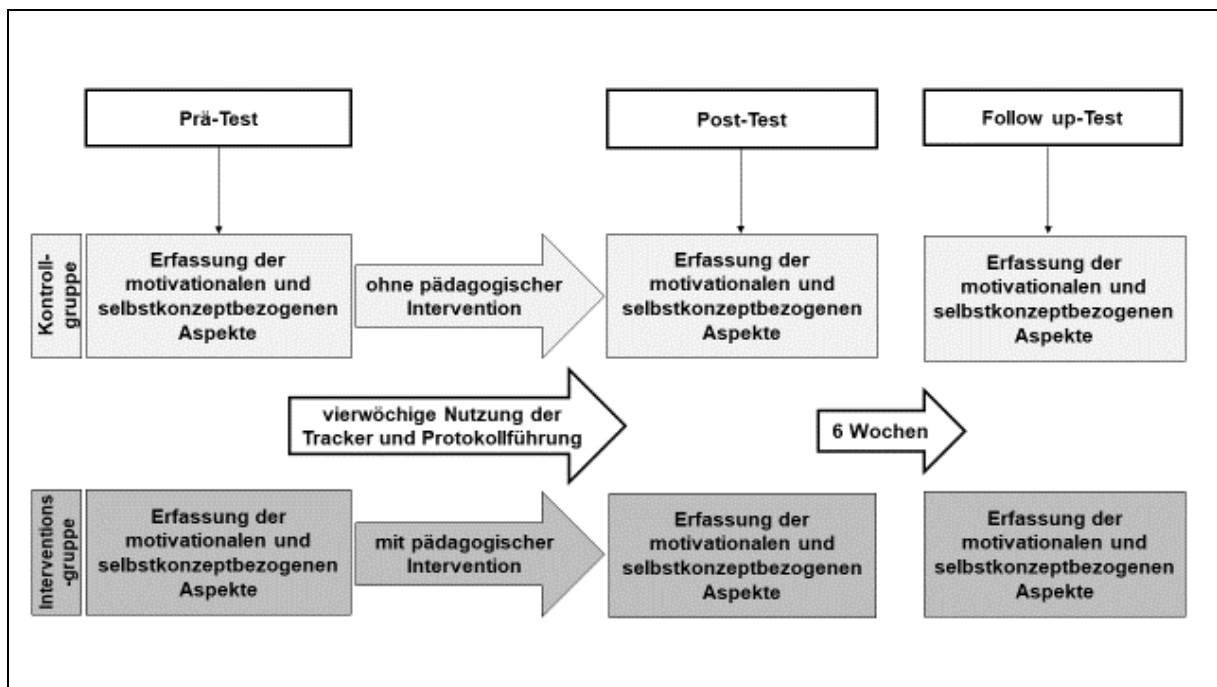 Prä-Test
Post-Test
Follow up-Test
Kontroll-
gruppe
Erfassung der
motivationalen und
selbstkonzeptbezogenen
Aspekte
ohne pädagogischer
Intervention
Erfassung der
motivationalen und
selbstkonzeptbezogenen
Aspekte
Erfassung der
motivationalen und
selbstkonzeptbezogenen
Aspekte
vierwöchige Nutzung der
Tracker und Protokollführung
6 Wochen
Interventions
-gruppe
Erfassung der
motivationalen und
selbstkonzeptbezogenen
Aspekte
mit pädagogischer
Intervention
Erfassung der
motivationalen und
selbstkonzeptbezogenen
Aspekte
Erfassung der
motivationalen und
selbstkonzeptbezogenen
Aspekte